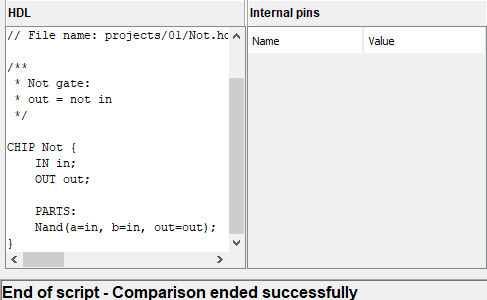 HDL
// File name: projects/01/Not.hd
/**
 * Not gate:
 * out = not in
 */
CHIP Not {
    IN in;
    OUT out;
    PARTS:
    Nand(a=in, b=in, out=out);
}
Internal pins
Name Value
End of script - Comparison ended successfully